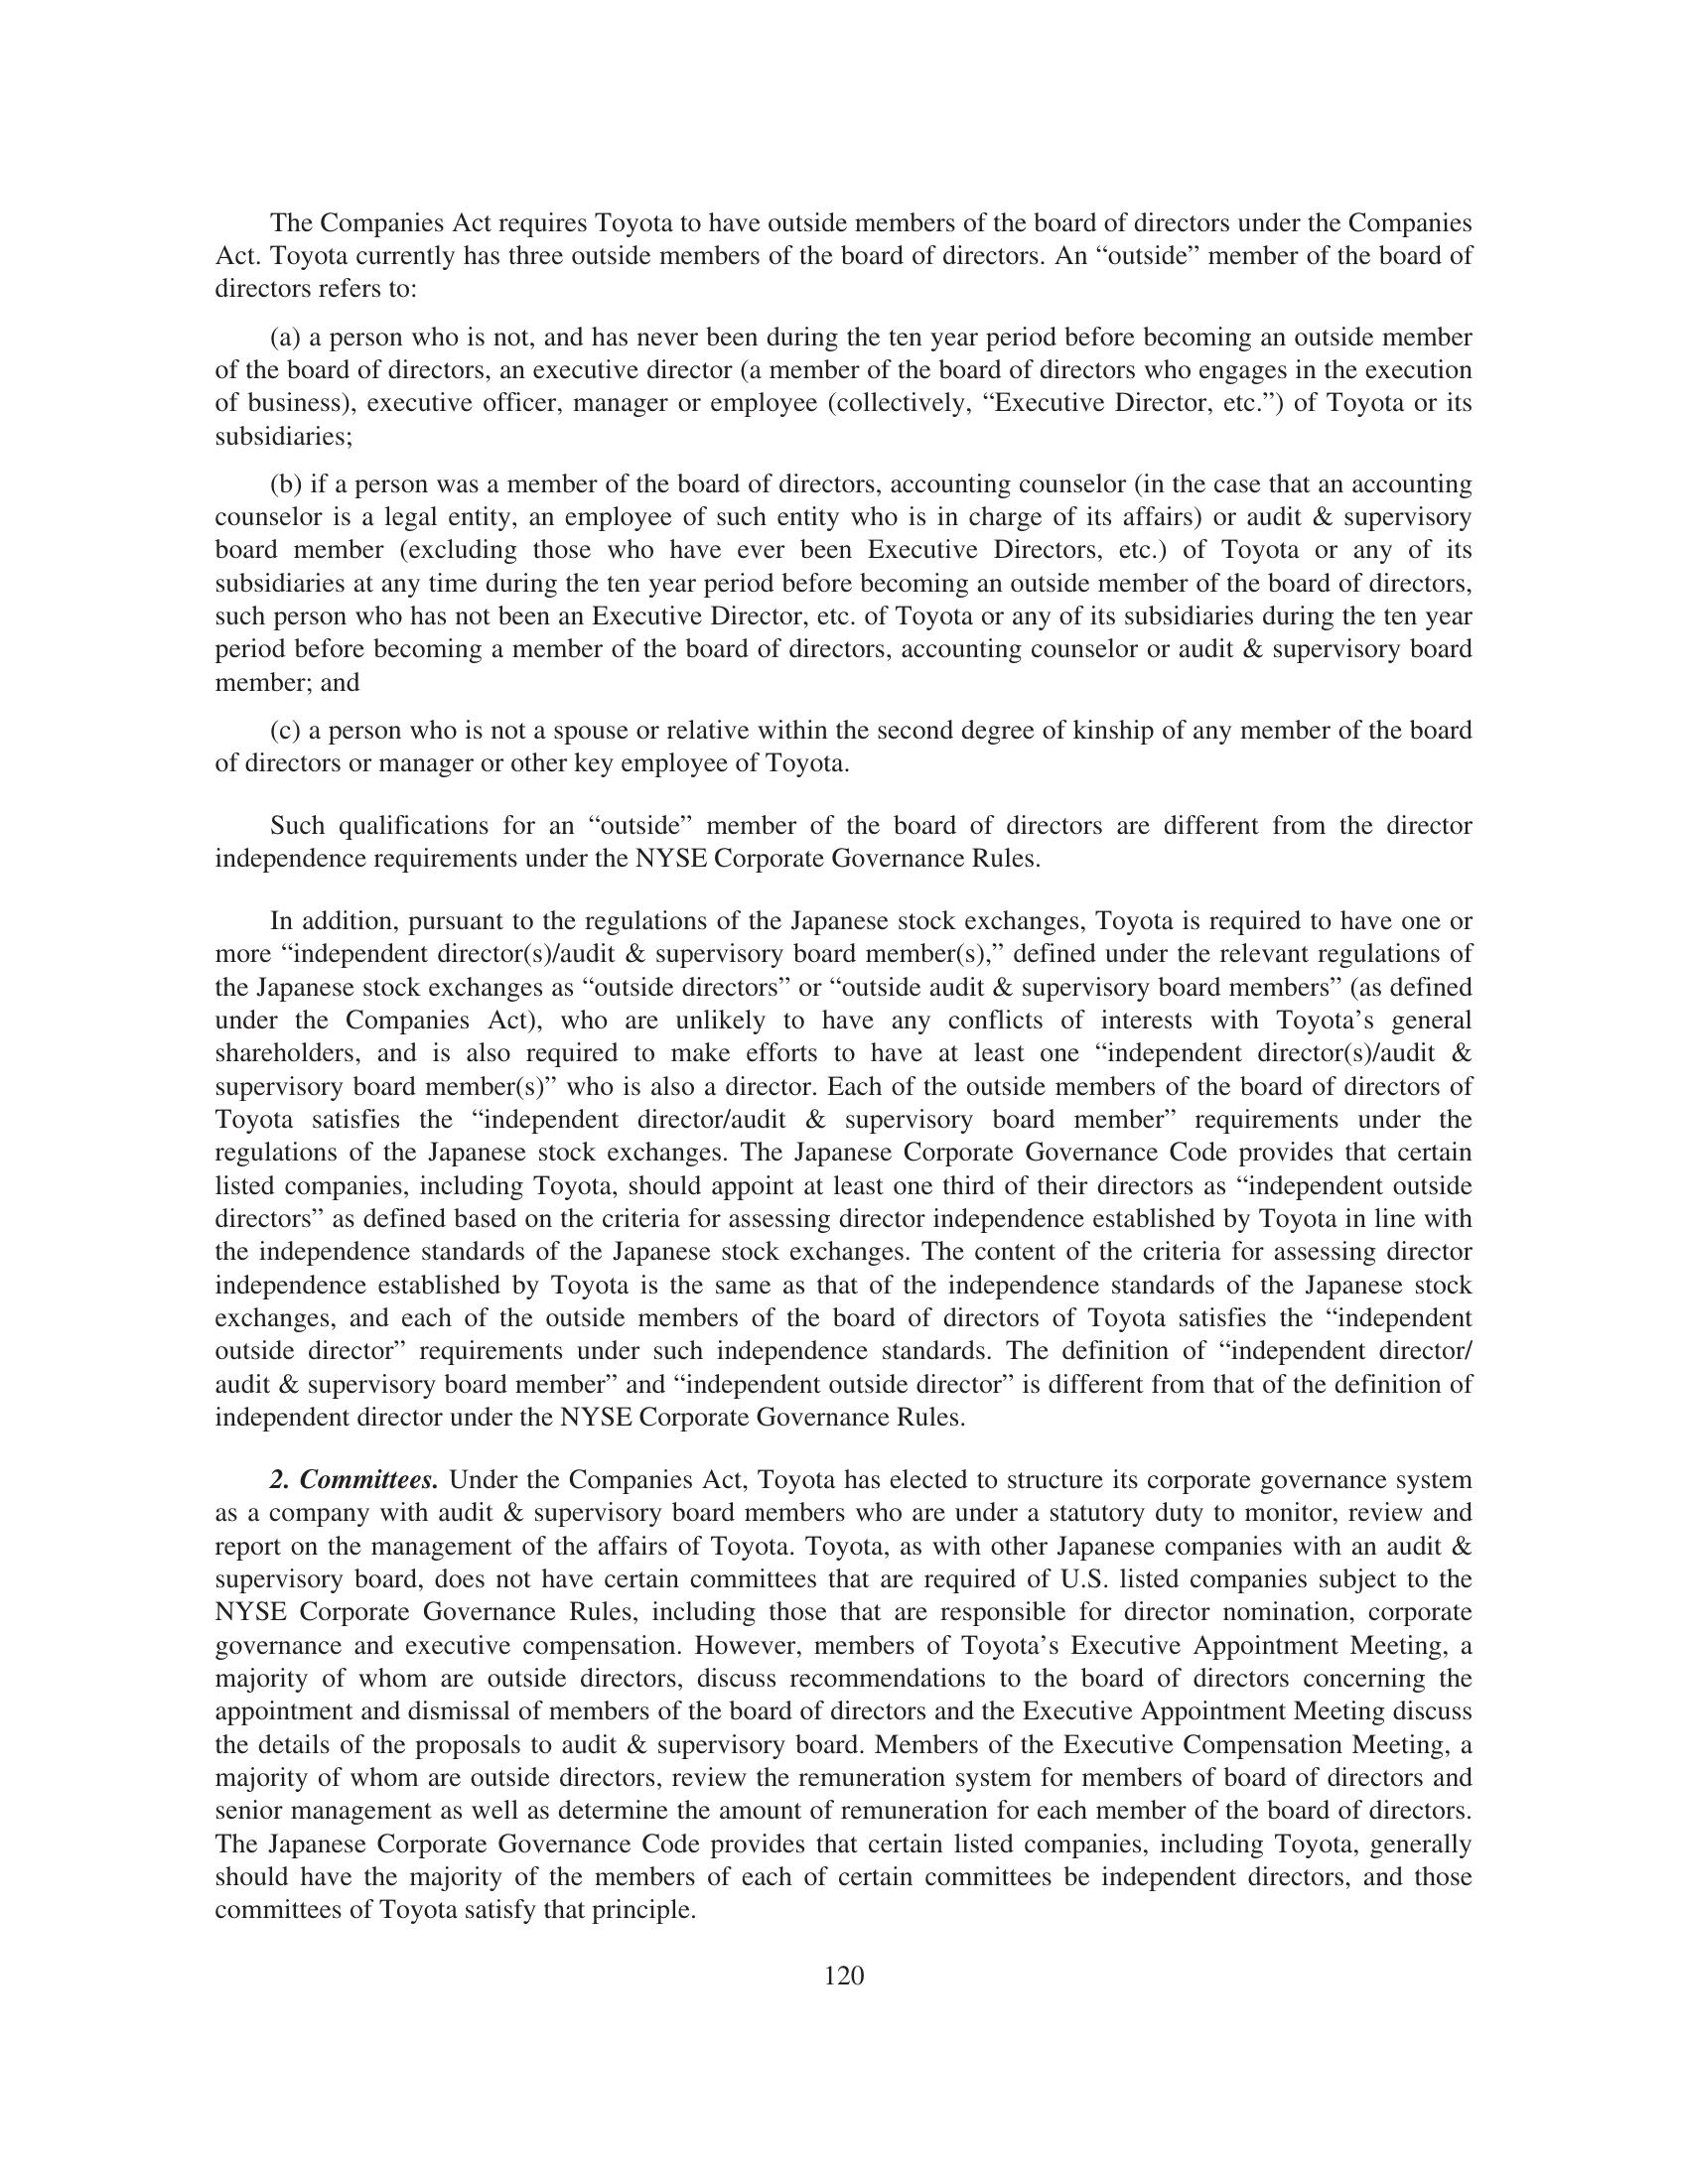 The Companies Act requires Toyota to have outside members of the board of directors under the Companies
Act. Toyota currently has three outside members of the board of directors. An “outside” member of the board of
directors refers to:
(a) a person who is not, and has never been during the ten year period before becoming an outside member
of the board of directors, an executive director (a member of the board of directors who engages in the execution
of business), executive officer, manager or employee (collectively, “Executive Director, etc.”) of Toyota or its
subsidiaries;
(b) if a person was a member of the board of directors, accounting counselor (in the case that an accounting
counselor is a legal entity, an employee of such entity who is in charge of its affairs) or audit & supervisory
board member (excluding those who have ever been Executive Directors, etc.) of Toyota or any of its
subsidiaries at any time during the ten year period before becoming an outside member of the board of directors,
such person who has not been an Executive Director, etc. of Toyota or any of its subsidiaries during the ten year
period before becoming a member of the board of directors, accounting counselor or audit & supervisory board
member; and
(c) a person who is not a spouse or relative within the second degree of kinship of any member of the board
of directors or manager or other key employee of Toyota.
Such qualifications for an “outside” member of the board of directors are different from the director
independence requirements under the NYSE Corporate Governance Rules.
In addition, pursuant to the regulations of the Japanese stock exchanges, Toyota is required to have one or
more “independent director(s)/audit & supervisory board member(s),” defined under the relevant regulations of
the Japanese stock exchanges as “outside directors” or “outside audit & supervisory board members” (as defined
under the Companies Act), who are unlikely to have any conflicts of interests with Toyota’s general
shareholders, and is also required to make efforts to have at least one “independent director(s)/audit &
supervisory board member(s)” who is also a director. Each of the outside members of the board of directors of
Toyota satisfies the “independent director/audit & supervisory board member” requirements under the
regulations of the Japanese stock exchanges. The Japanese Corporate Governance Code provides that certain
listed companies, including Toyota, should appoint at least one third of their directors as “independent outside
directors” as defined based on the criteria for assessing director independence established by Toyota in line with
the independence standards of the Japanese stock exchanges. The content of the criteria for assessing director
independence established by Toyota is the same as that of the independence standards of the Japanese stock
exchanges, and each of the outside members of the board of directors of Toyota satisfies the “independent
outside director” requirements under such independence standards. The definition of “independent director/
audit & supervisory board member” and “independent outside director” is different from that of the definition of
independent director under the NYSE Corporate Governance Rules.
2. Committees. Under the Companies Act, Toyota has elected to structure its corporate governance system
as a company with audit & supervisory board members who are under a statutory duty to monitor, review and
report on the management of the affairs of Toyota. Toyota, as with other Japanese companies with an audit &
supervisory board, does not have certain committees that are required of U.S. listed companies subject to the
NYSE Corporate Governance Rules, including those that are responsible for director nomination, corporate
governance and executive compensation. However, members of Toyota’s Executive Appointment Meeting, a
majority of whom are outside directors, discuss recommendations to the board of directors concerning the
appointment and dismissal of members of the board of directors and the Executive Appointment Meeting discuss
the details of the proposals to audit & supervisory board. Members of the Executive Compensation Meeting, a
majority of whom are outside directors, review the remuneration system for members of board of directors and
senior management as well as determine the amount of remuneration for each member of the board of directors.
The Japanese Corporate Governance Code provides that certain listed companies, including Toyota, generally
should have the majority of the members of each of certain committees be independent directors, and those
committees of Toyota satisfy that principle.
120